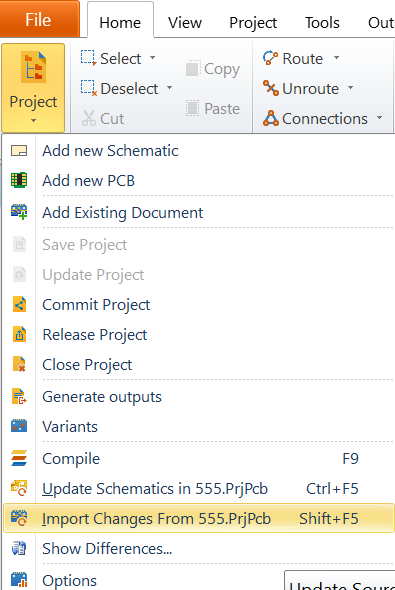 File Home View Project Tools Out
Project
Select
Deselect
Cut
Copy
Paste
Route
Unroute
Connections
Add new Schematic
Add new PCB
Add Existing Document
Save Project
Update Project
Commit Project
Release Project
Close Project
Generate outputs
Variants
Compile F9
Update Schematics in 555.PrjPcb Ctrl+F5
Import Changes From 555.PrjPcb Shift+F5
Show Differences...
Options
Update Sour